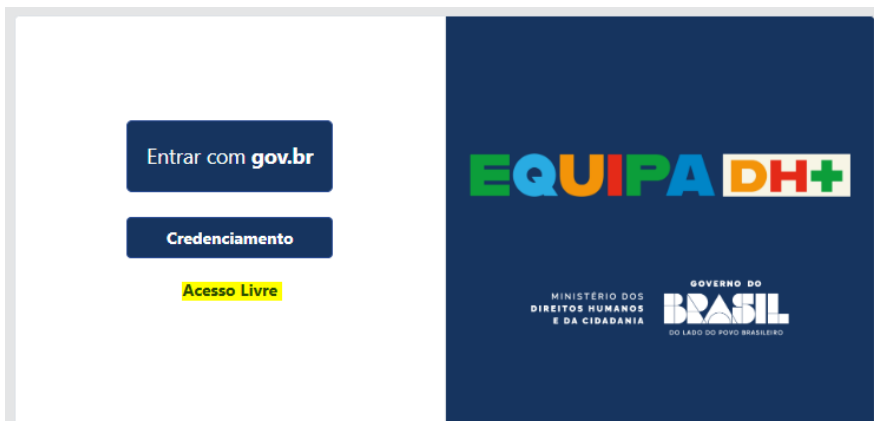 Entrar com gov.br
Credenciamento
Acesso Livre
EQUIPA DH+
MINISTÉRIO DOS
DIREITOS HUMANOS
E DA CIDADANIA
GOVERNO DO
BRASIL
DO LADO DO POVO BRASILEIRO